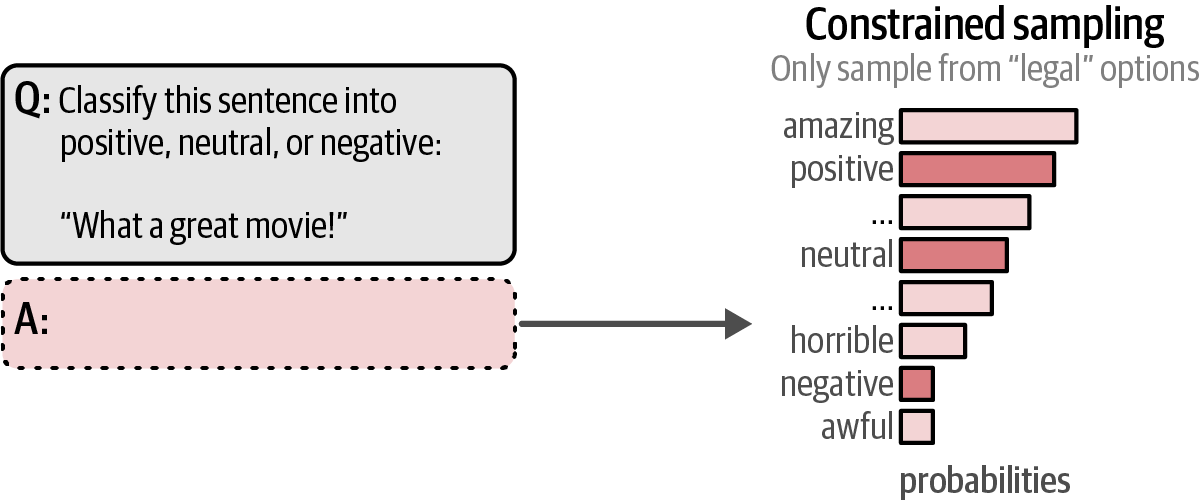 Q: Classify this sentence into
positive, neutral, or negative:
“What a great movie!”
A:
Constrained sampling
Only sample from “legal” options
amazing
positive
...
neutral
...
horrible
negative
awful
probabilities